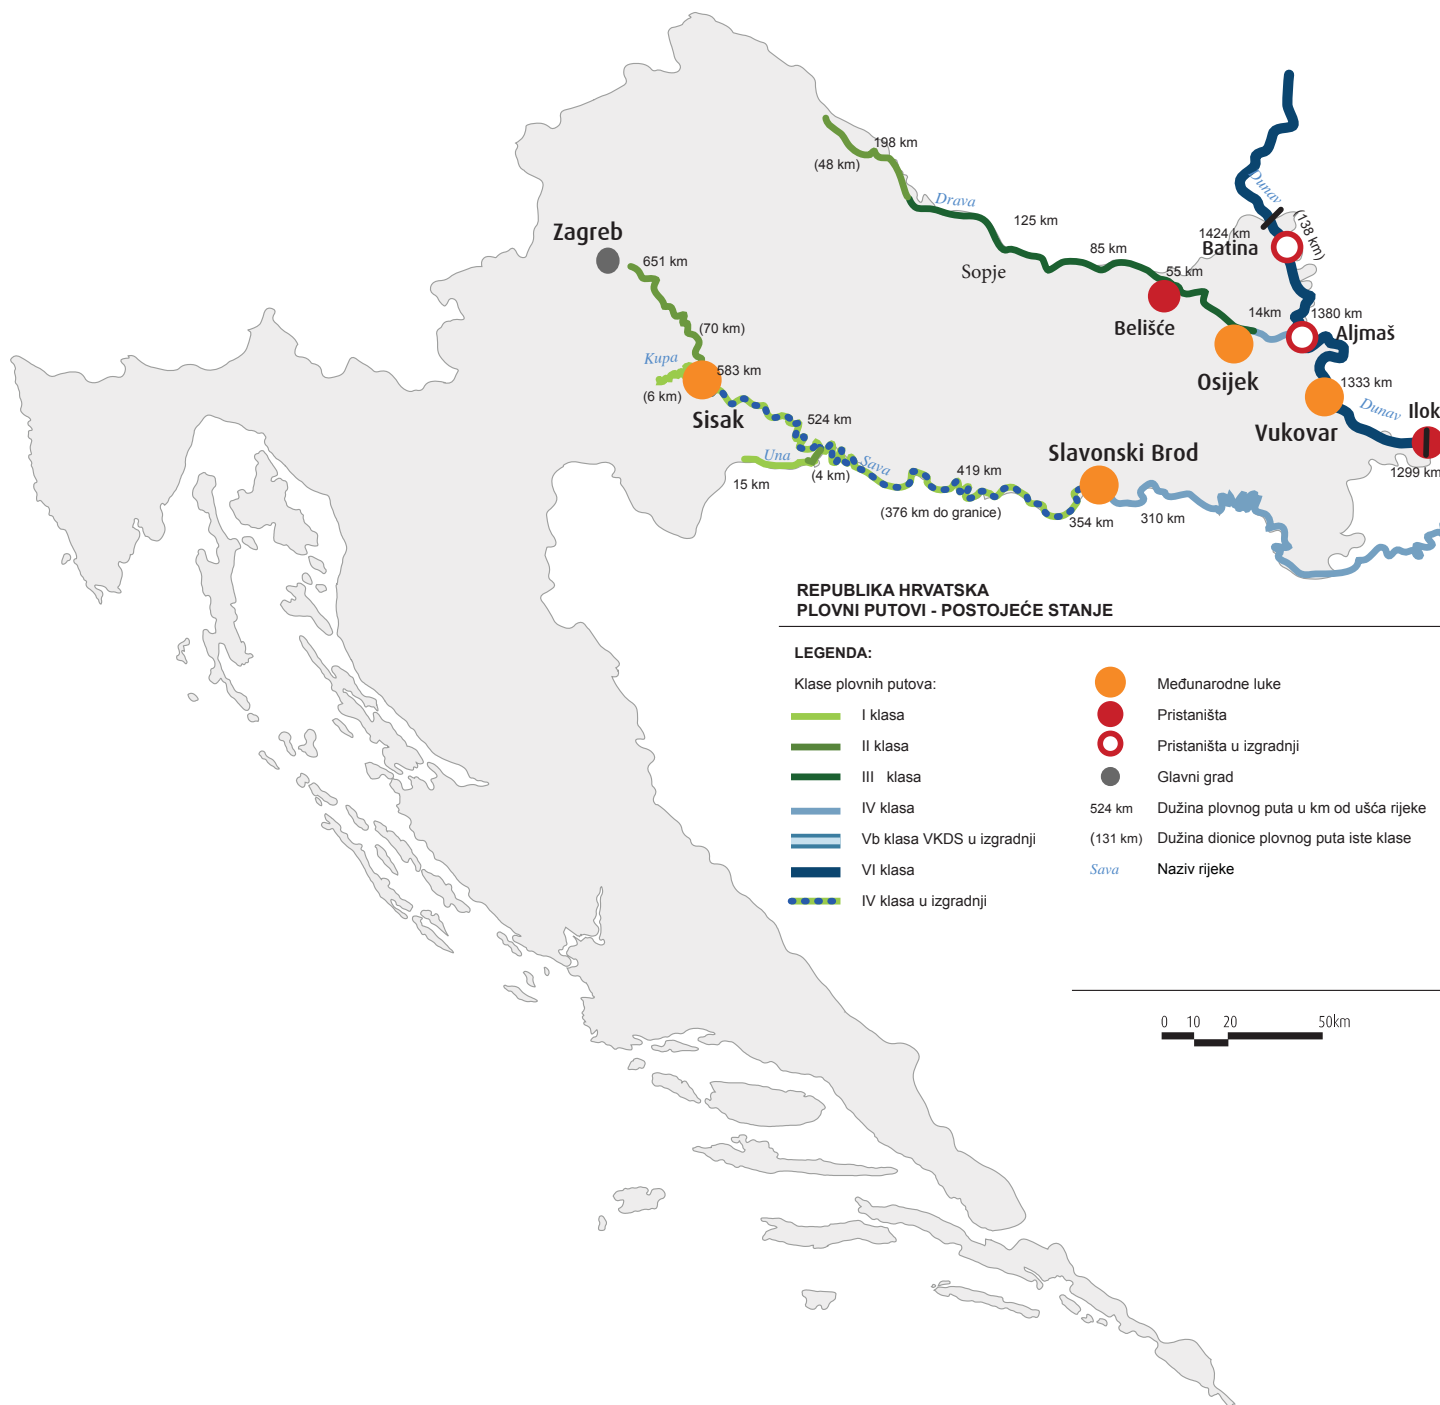 198 km
(48 km)
Drava
Dunav
(138 km)
125 km
1424 km
Batina
Zagreb
651 km
85 km
Sopje
55 km
Belišće
14km
1380 km
Aljmaš
Osijek
(70 km)
Kupa
583 km
(6 km)
Sisak
1333 km
Dunav
Ilok
Vukovar
1299 km
524 km
Una
Sava
15 km
(4 km)
419 km
Slavonski Brod
(376 km do granice)
354 km
310 km
REPUBLIKA HRVATSKA
PLOVNI PUTOVI - POSTOJEĆE STANJE
LEGENDA:
Klase plovnih putova:
I klasa
II klasa
III klasa
IV klasa
Vb klasa VKDS u izgradnji
VI klasa
IV klasa u izgradnji
Međunarodne luke
Pristaništa
Pristaništa u izgradnji
Glavni grad
524 km Dužina plovnog puta u km od ušća rijeke
(131 km) Dužina dionice plovnog puta iste klase
Sava Naziv rijeke
0 10 20 50km